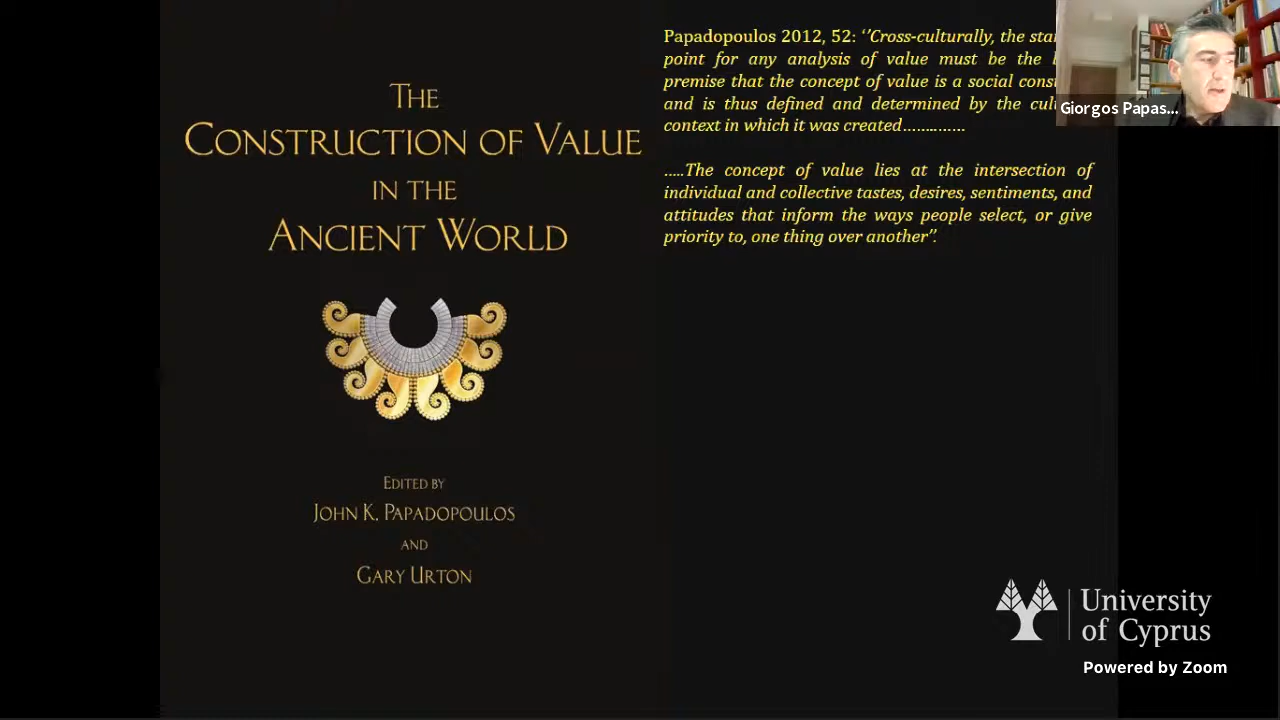 THE
CONSTRUCTION OF VALUE
IN THE
ANCIENT WORLD
EDITED BY
JOHN K. PAPADOPOULOS
AND
GARY URTON
Papadopoulos 2012, 52: ‘’Cross-culturally, the
point for any analysis of value must be the
premise that the concept of value is a social
and is thus defined and determined by the
context in which it was created……………
…..The concept of value lies at the intersection of
individual and collective tastes, desires, sentiments, and
attitudes that inform the ways people select, or give
priority to, one thing over another’’.
Giorgos Papas...
University
of Cyprus
Powered by Zoom